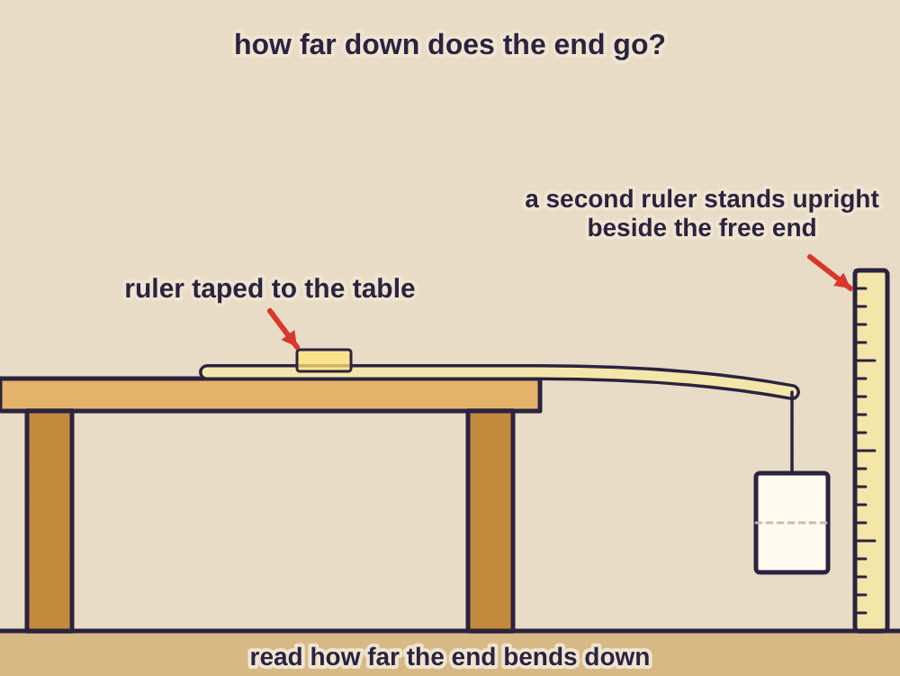 how far down does the end go?
a second ruler stands upright
beside the free end
ruler taped to the table
read how far the end bends down